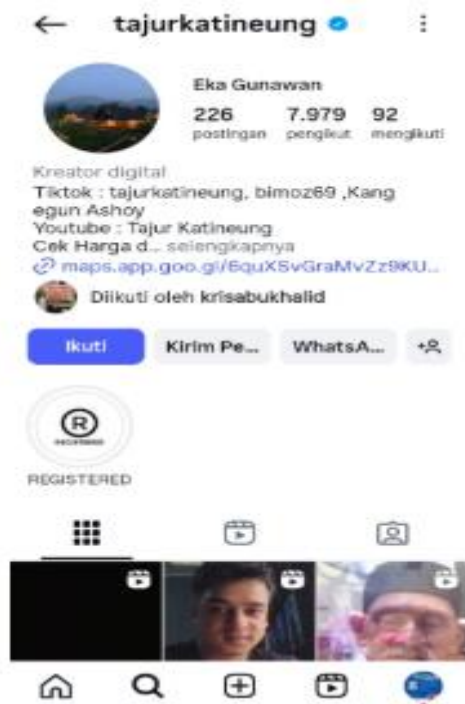 tajurkatineung
Eka Gunawan
226 7.979 92
postingan pengikut mengikuti
Kreator digital
Tiktok : tajurkatineung, bimoz69 ,Kang
egun Ashoy
Youtube : Tajur Katineung
Cek Harga d... selengkapnya
maps.app.goo.gl/6quXSvGraMvZz9KU...
Diikuti oleh krisabukhalid
Ikuti Kirim Pe... WhatsA...
R
REGISTERED